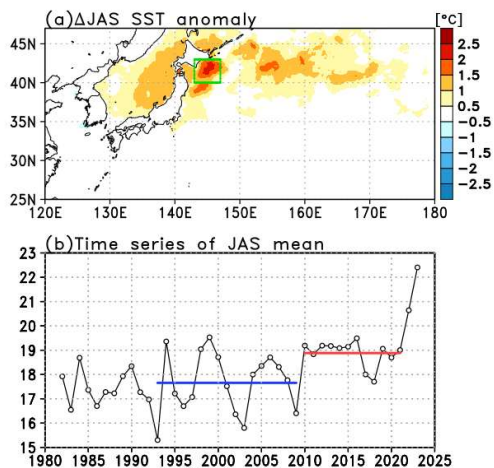 (a)ΔJAS SST anomaly
[°C]
45N
40N
35N
30N
25N
120E 130E 140E 150E 160E 170E 180
2.5
2
1.5
1
0.5
−0.5
−1
−1.5
−2
−2.5
(b)Time series of JAS mean
23
22
21
20
19
18
17
16
15
1980 1985 1990 1995 2000 2005 2010 2015 2020 2025